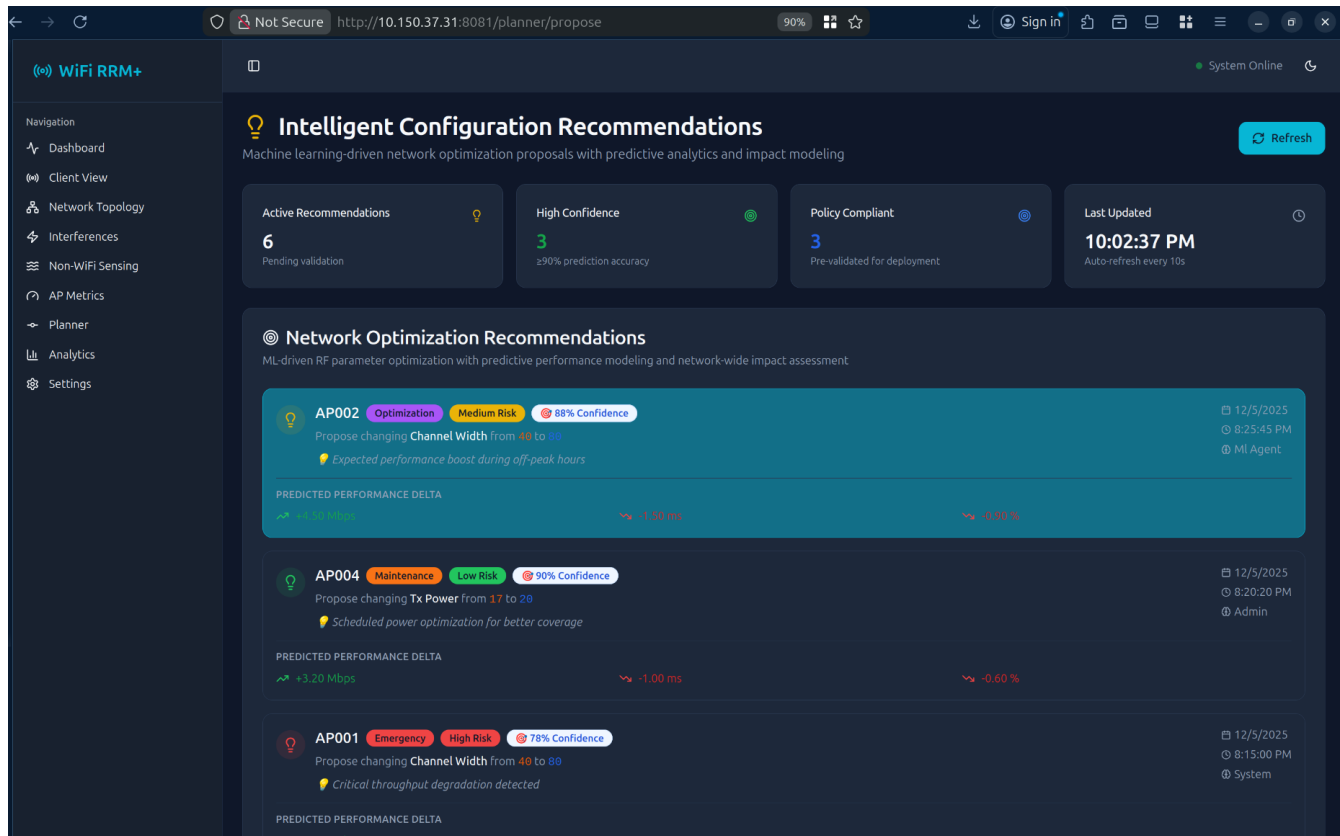 Not Secure http://10.150.37.31:8081/planner/propose 90% Sign in
WiFi RRM+
System Online
Navigation
Dashboard
Client View
Network Topology
Interferences
Non-WiFi Sensing
AP Metrics
Planner
Analytics
Settings
Intelligent Configuration Recommendations
Machine learning-driven network optimization proposals with predictive analytics and impact modeling
Refresh
Active Recommendations
6
Pending validation
High Confidence
3
≥90% prediction accuracy
Policy Compliant
3
Pre-validated for deployment
Last Updated
10:02:37 PM
Auto-refresh every 10s
Network Optimization Recommendations
ML-driven RF parameter optimization with predictive performance modeling and network-wide impact assessment
AP002 Optimization Medium Risk 88% Confidence
Propose changing Channel Width from 40 to
Expected performance boost during off-peak hours
12/5/2025
8:25:45 PM
Ml Agent
PREDICTED PERFORMANCE DELTA
+4.50 Mbps -1.50 ms %
AP004 Maintenance Low Risk 90% Confidence
Propose changing Tx Power from 17 to 20
Scheduled power optimization for better coverage
12/5/2025
8:20:20 PM
Admin
PREDICTED PERFORMANCE DELTA
+3.20 Mbps -1.00 ms -0.60 %
AP001 Emergency High Risk 78% Confidence
Propose changing Channel Width from 40 to 80
Critical throughput degradation detected
12/5/2025
8:15:00 PM
System
PREDICTED PERFORMANCE DELTA